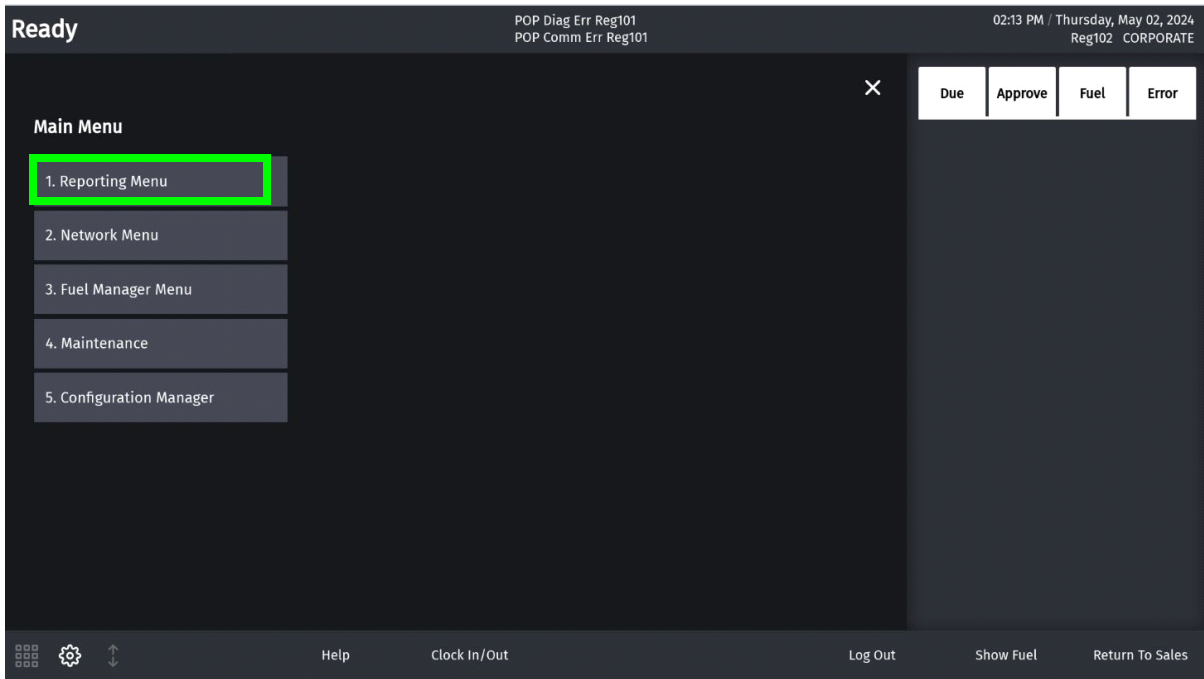 Ready
POP Diag Err Reg101
POP Comm Err Reg101
02:13 PM / Thursday, May 02, 2024
Reg102 CORPORATE
Due
Approve
Fuel
Error
Main Menu
1. Reporting Menu
2. Network Menu
3. Fuel Manager Menu
4. Maintenance
5. Configuration Manager
Help
Clock In/Out
Log Out
Show Fuel
Return To Sales